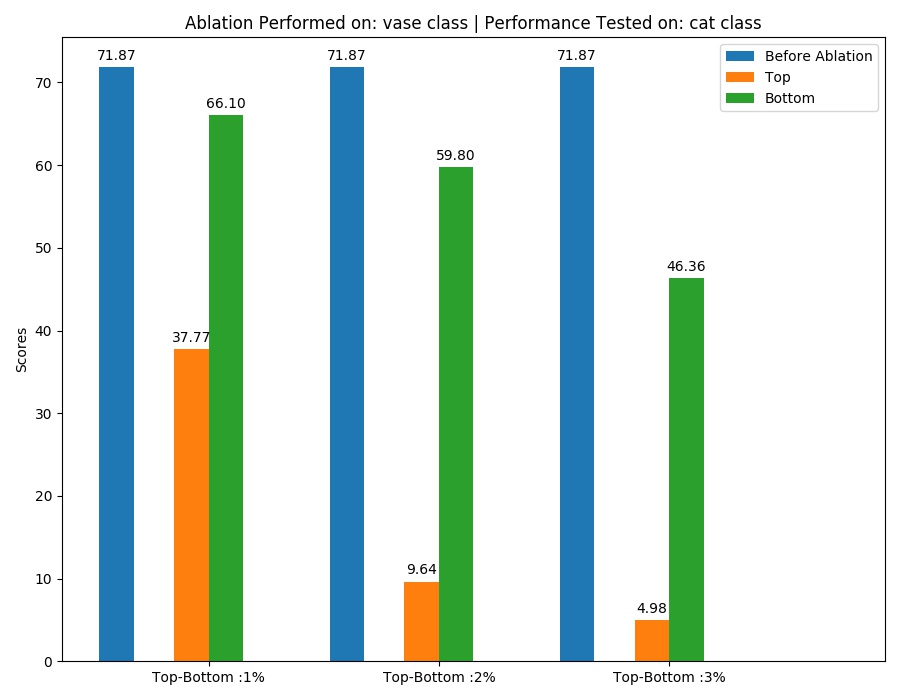 Ablation Performed on: vase class | Performance Tested on: cat class
Before Ablation
Top
Bottom
Scores
70
60
50
40
30
20
10
0
71.87
37.77
66.10
71.87
9.64
59.80
71.87
4.98
46.36
Top-Bottom :1%
Top-Bottom :2%
Top-Bottom :3%